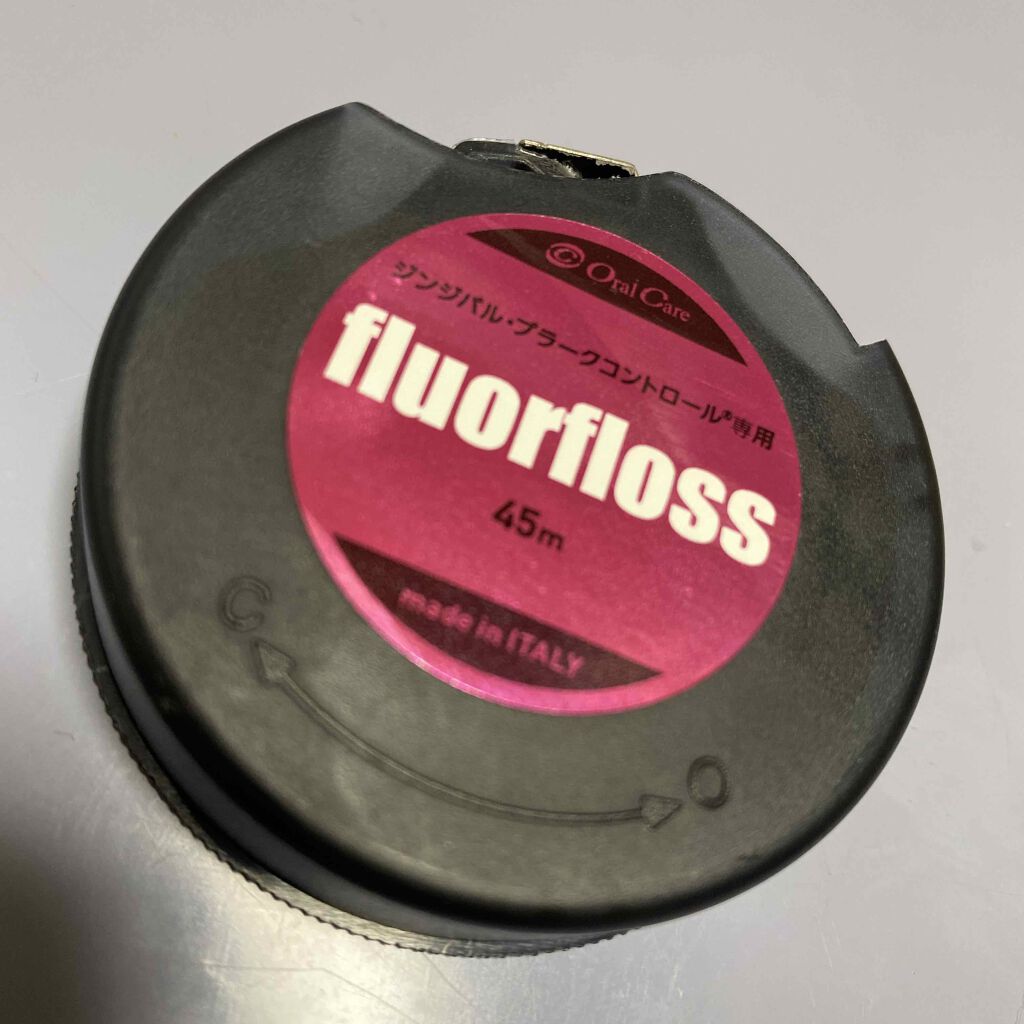 © Oral Care
ジンジバル・プラークコントロール®専用
fluorfloss
45m
made in ITALY
C
O